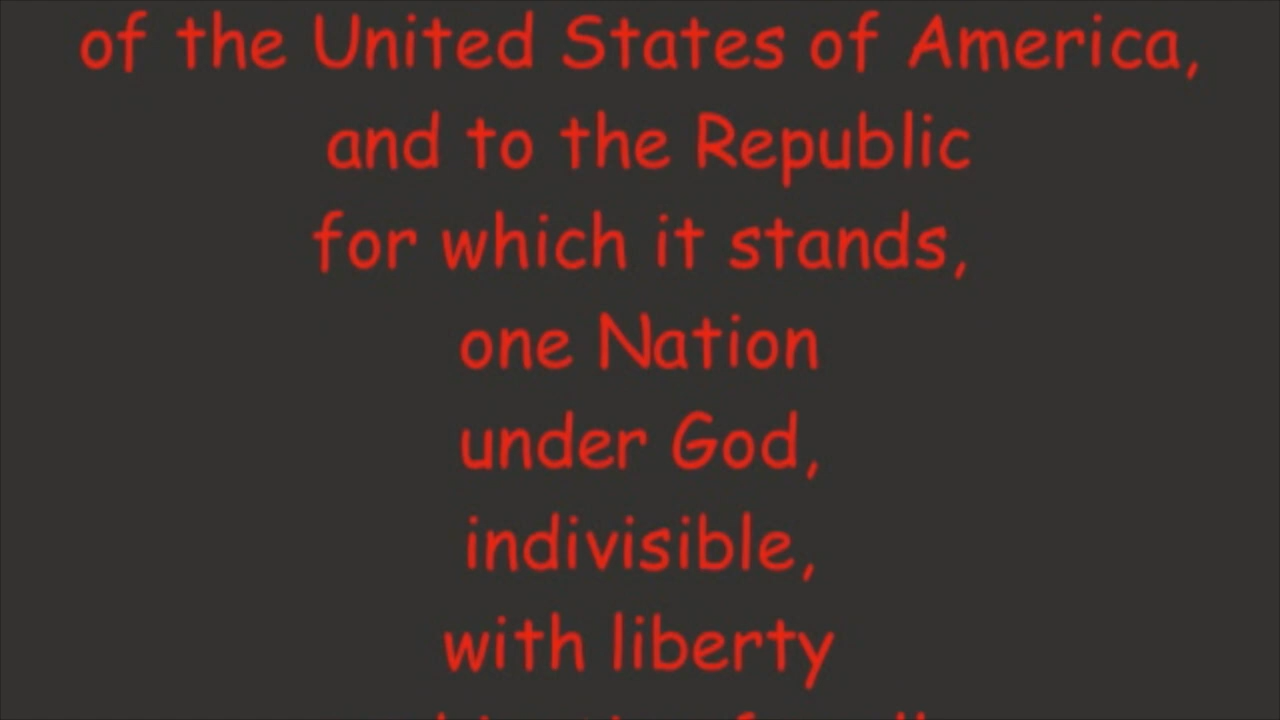 of the United States of America,
and to the Republic
for which it stands,
one Nation
under God,
indivisible,
with liberty